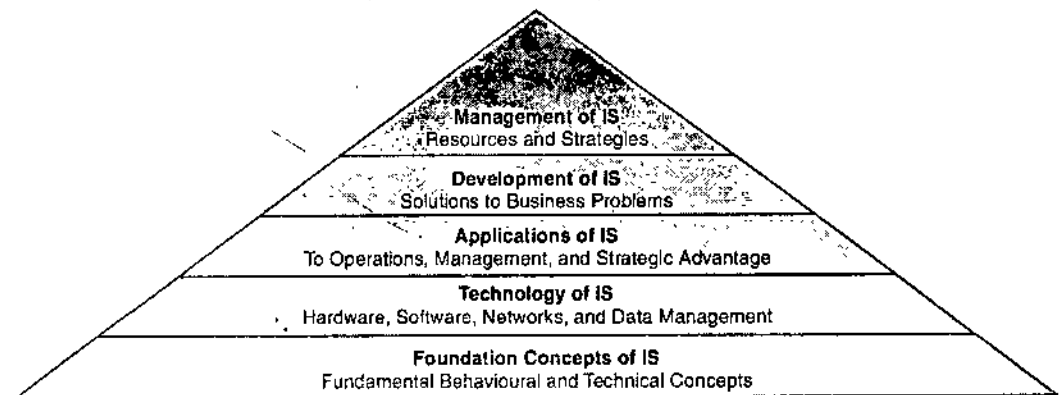 Management of IS
Resources and Strategies
Development of IS
Solutions to Business Problems
Applications of IS
To Operations, Management, and Strategic Advantage
Technology of IS
Hardware, Software, Networks, and Data Management
Foundation Concepts of IS
Fundamental Behavioural and Technical Concepts